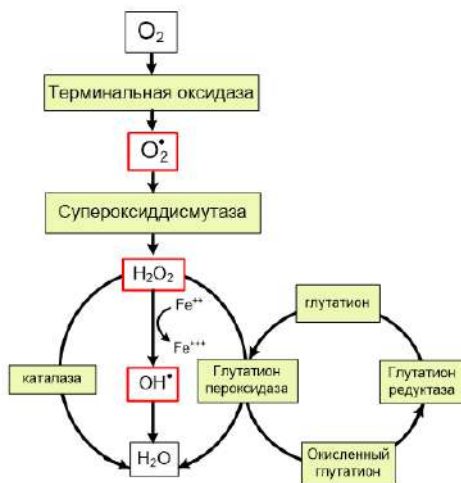 O₂
Терминальная оксидаза
O₂•
Супероксиддисмутаза
H₂O₂
Fe⁺⁺
Fe⁺⁺⁺
глутатион
каталаза
OH•
Глутатион
пероксидаза
Глутатион
редуктаза
H₂O
Окисленный
глутатион